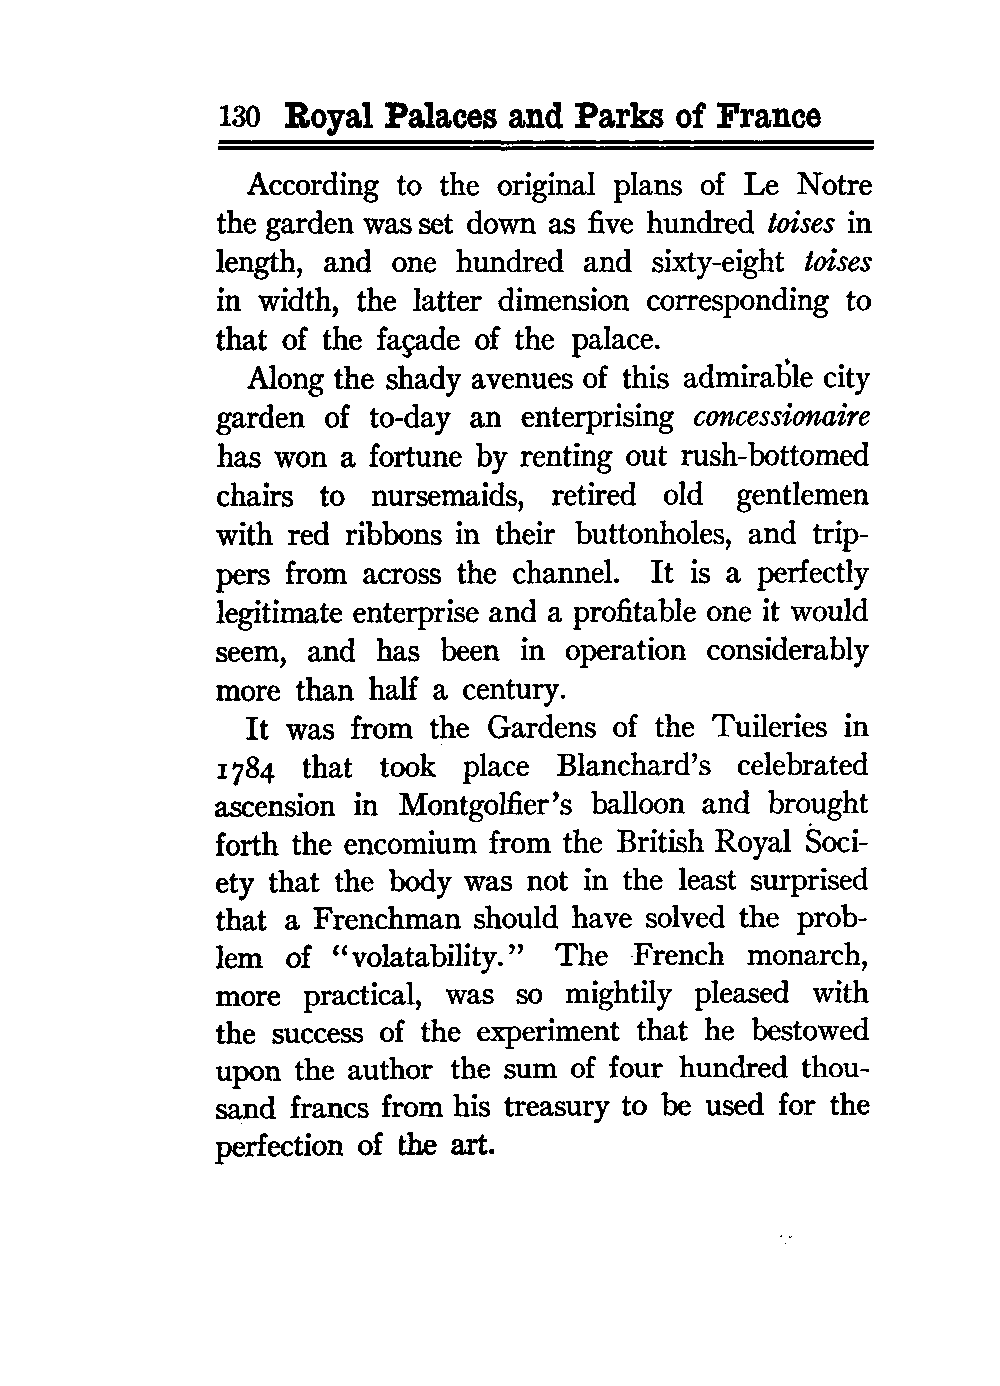 130 Royal Palaces and Parks of France
According to the original plans of Le Notre
the garden was set down as five hundred toises in
length, and one hundred and sixty-eight toises
in width, the latter dimension corresponding to
that of the façade of the palace.
Along the shady avenues of this admirable city
garden of to-day an enterprising concessionaire
has won a fortune by renting out rush-bottomed
chairs to nursemaids, retired old gentlemen
with red ribbons in their buttonholes, and trip-
pers from across the channel. It is a perfectly
legitimate enterprise and a profitable one it would
seem, and has been in operation considerably
more than half a century.
It was from the Gardens of the Tuileries in
1784 that took place Blanchard's celebrated
ascension in Montgolfier's balloon and brought
forth the encomium from the British Royal Soci-
ety that the body was not in the least surprised
that a Frenchman should have solved the prob-
lem of "volatability." The French monarch,
more practical, was so mightily pleased with
the success of the experiment that he bestowed
upon the author the sum of four hundred thou-
sand francs from his treasury to be used for the
perfection of the art.